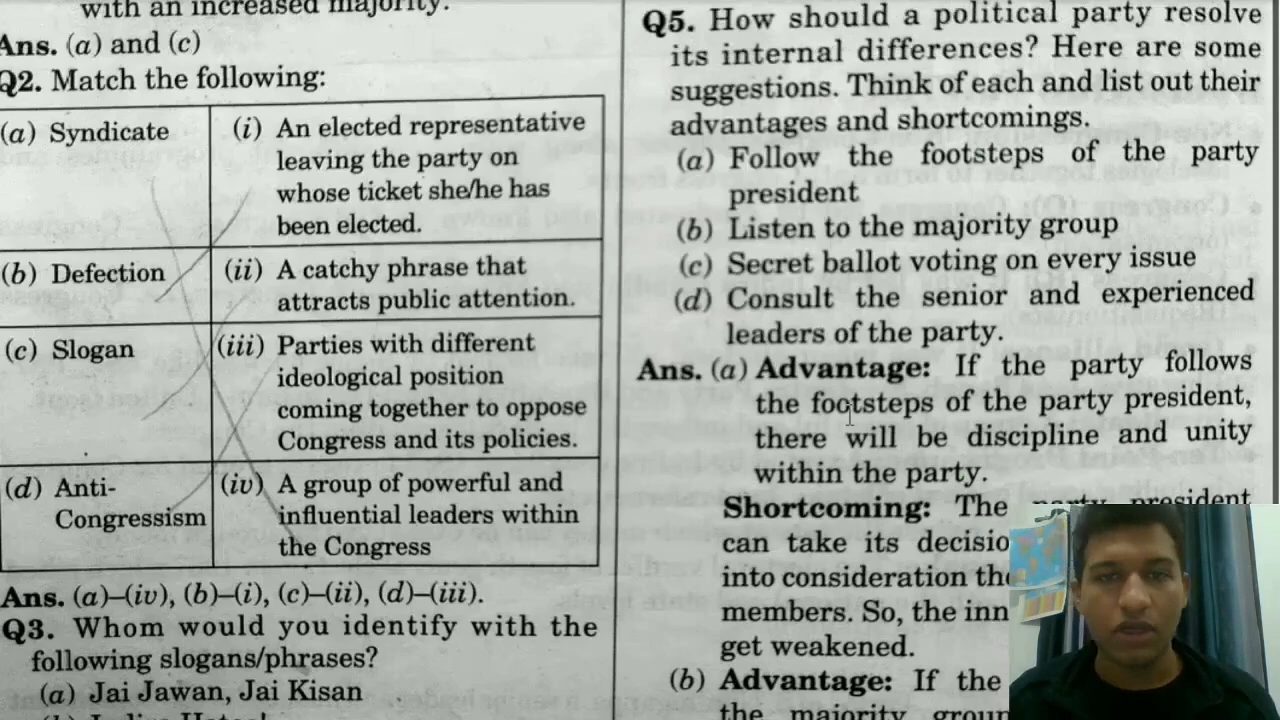 with an increased majority.
Ans. (a) and (c)
Q2. Match the following:
(a) Syndicate
(i) An elected representative
leaving the party on
whose ticket she/he has
been elected.
(b) Defection
(ii) A catchy phrase that
attracts public attention.
(c) Slogan
(iii) Parties with different
ideological position
coming together to oppose
Congress and its policies.
(d) Anti-
Congressism
(iv) A group of powerful and
influential leaders within
the Congress
Ans. (a)–(iv), (b)–(i), (c)–(ii), (d)–(iii).
Q3. Whom would you identify with the
following slogans/phrases?
(a) Jai Jawan, Jai Kisan
Q5. How should a political party resolve
its internal differences? Here are some
suggestions. Think of each and list out their
advantages and shortcomings.
(a) Follow the footsteps of the party
president
(b) Listen to the majority group
(c) Secret ballot voting on every issue
(d) Consult the senior and experienced
leaders of the party.
Ans. (a) Advantage: If the party follows
the footsteps of the party president,
there will be discipline and unity
within the party.
Shortcoming: The party president
can take its decisio
into consideration the
members. So, the inn
get weakened.
(b) Advantage: If the
the majority group